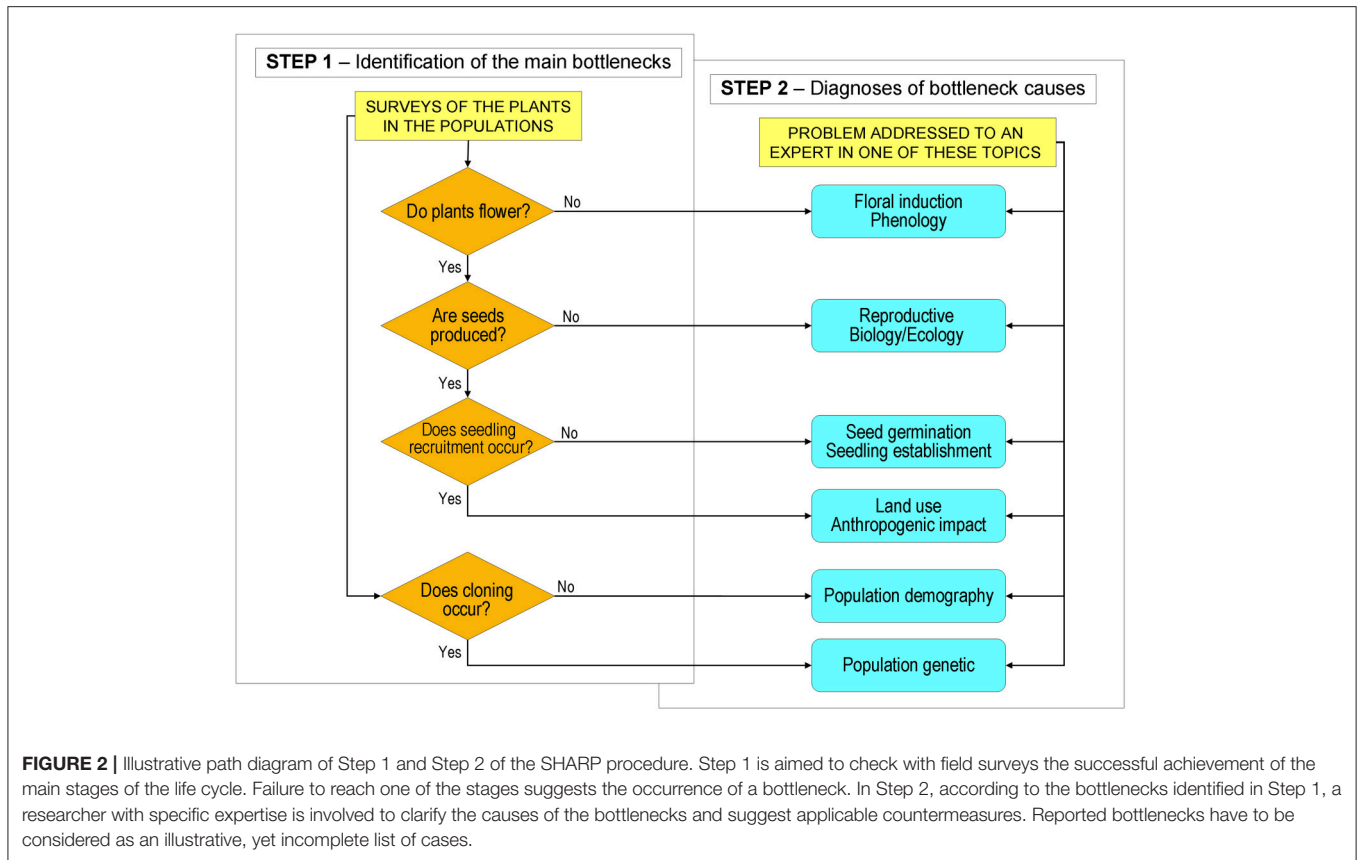 STEP 1 – Identification of the main bottlenecks
SURVEYS OF THE PLANTS
IN THE POPULATIONS
Do plants flower?
No
Yes
Are seeds
produced?
No
Yes
Does seedling
recruitment occur?
No
Yes
Does cloning
occur?
No
Yes
STEP 2 – Diagnoses of bottleneck causes
PROBLEM ADDRESSED TO AN
EXPERT IN ONE OF THESE TOPICS
Floral induction
Phenology
Reproductive
Biology/Ecology
Seed germination
Seedling establishment
Land use
Anthropogenic impact
Population demography
Population genetic
FIGURE 2 | Illustrative path diagram of Step 1 and Step 2 of the SHARP procedure. Step 1 is aimed to check with field surveys the successful achievement of the
main stages of the life cycle. Failure to reach one of the stages suggests the occurrence of a bottleneck. In Step 2, according to the bottlenecks identified in Step 1, a
researcher with specific expertise is involved to clarify the causes of the bottlenecks and suggest applicable countermeasures. Reported bottlenecks have to be
considered as an illustrative, yet incomplete list of cases.